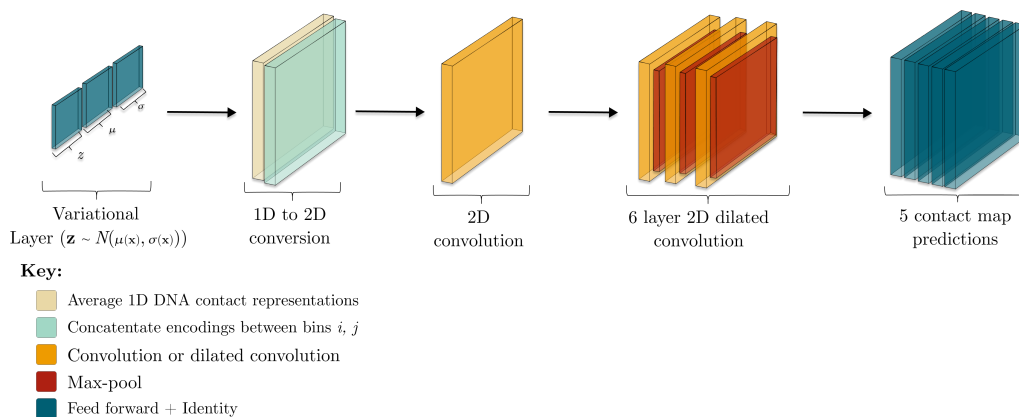 z
μ
σ
Variational
Layer (z ~ N(μ(x), σ(x)))
1D to 2D
conversion
2D
convolution
6 layer 2D dilated
convolution
5 contact map
predictions
Key:
Average 1D DNA contact representations
Concatentate encodings between bins i, j
Convolution or dilated convolution
Max-pool
Feed forward + Identity